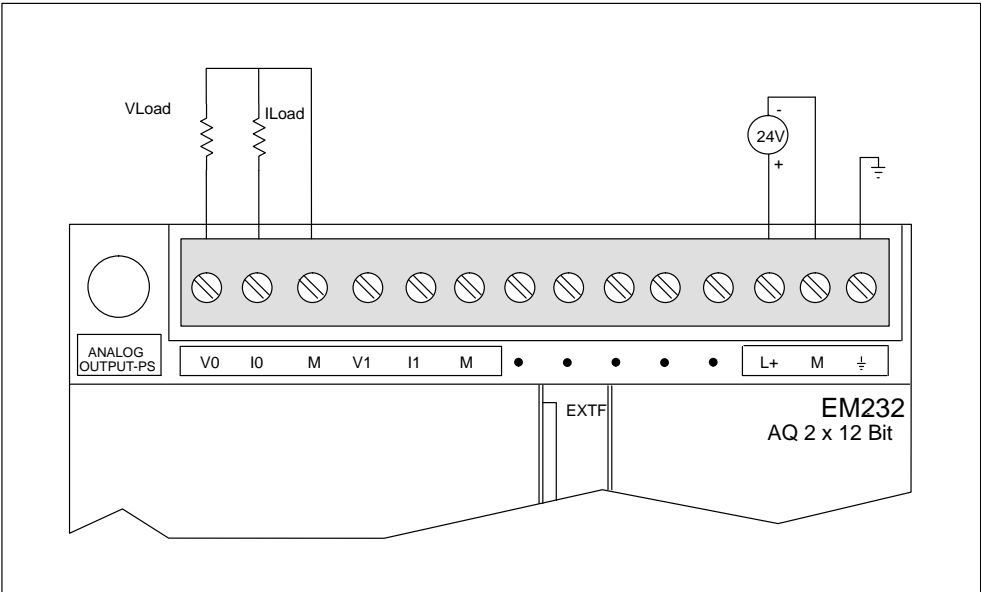 VLoad
ILoad
-
24V
+
ANALOG
OUTPUT-PS
V0 I0 M V1 I1 M • • • • • L+ M ⏚
EXTF
EM232
AQ 2 x 12 Bit